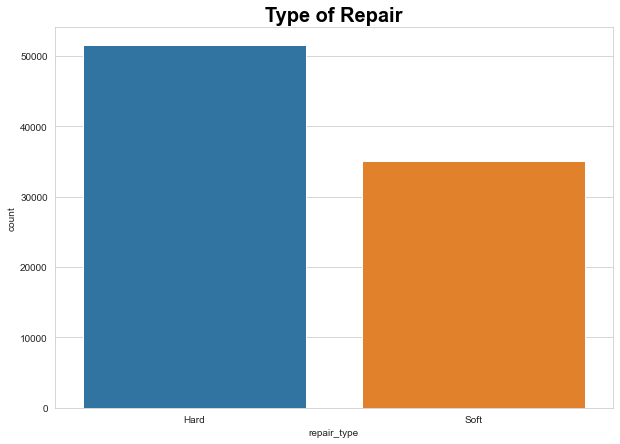 Type of Repair
50000
40000
30000
20000
10000
0
count
Hard
Soft
repair_type